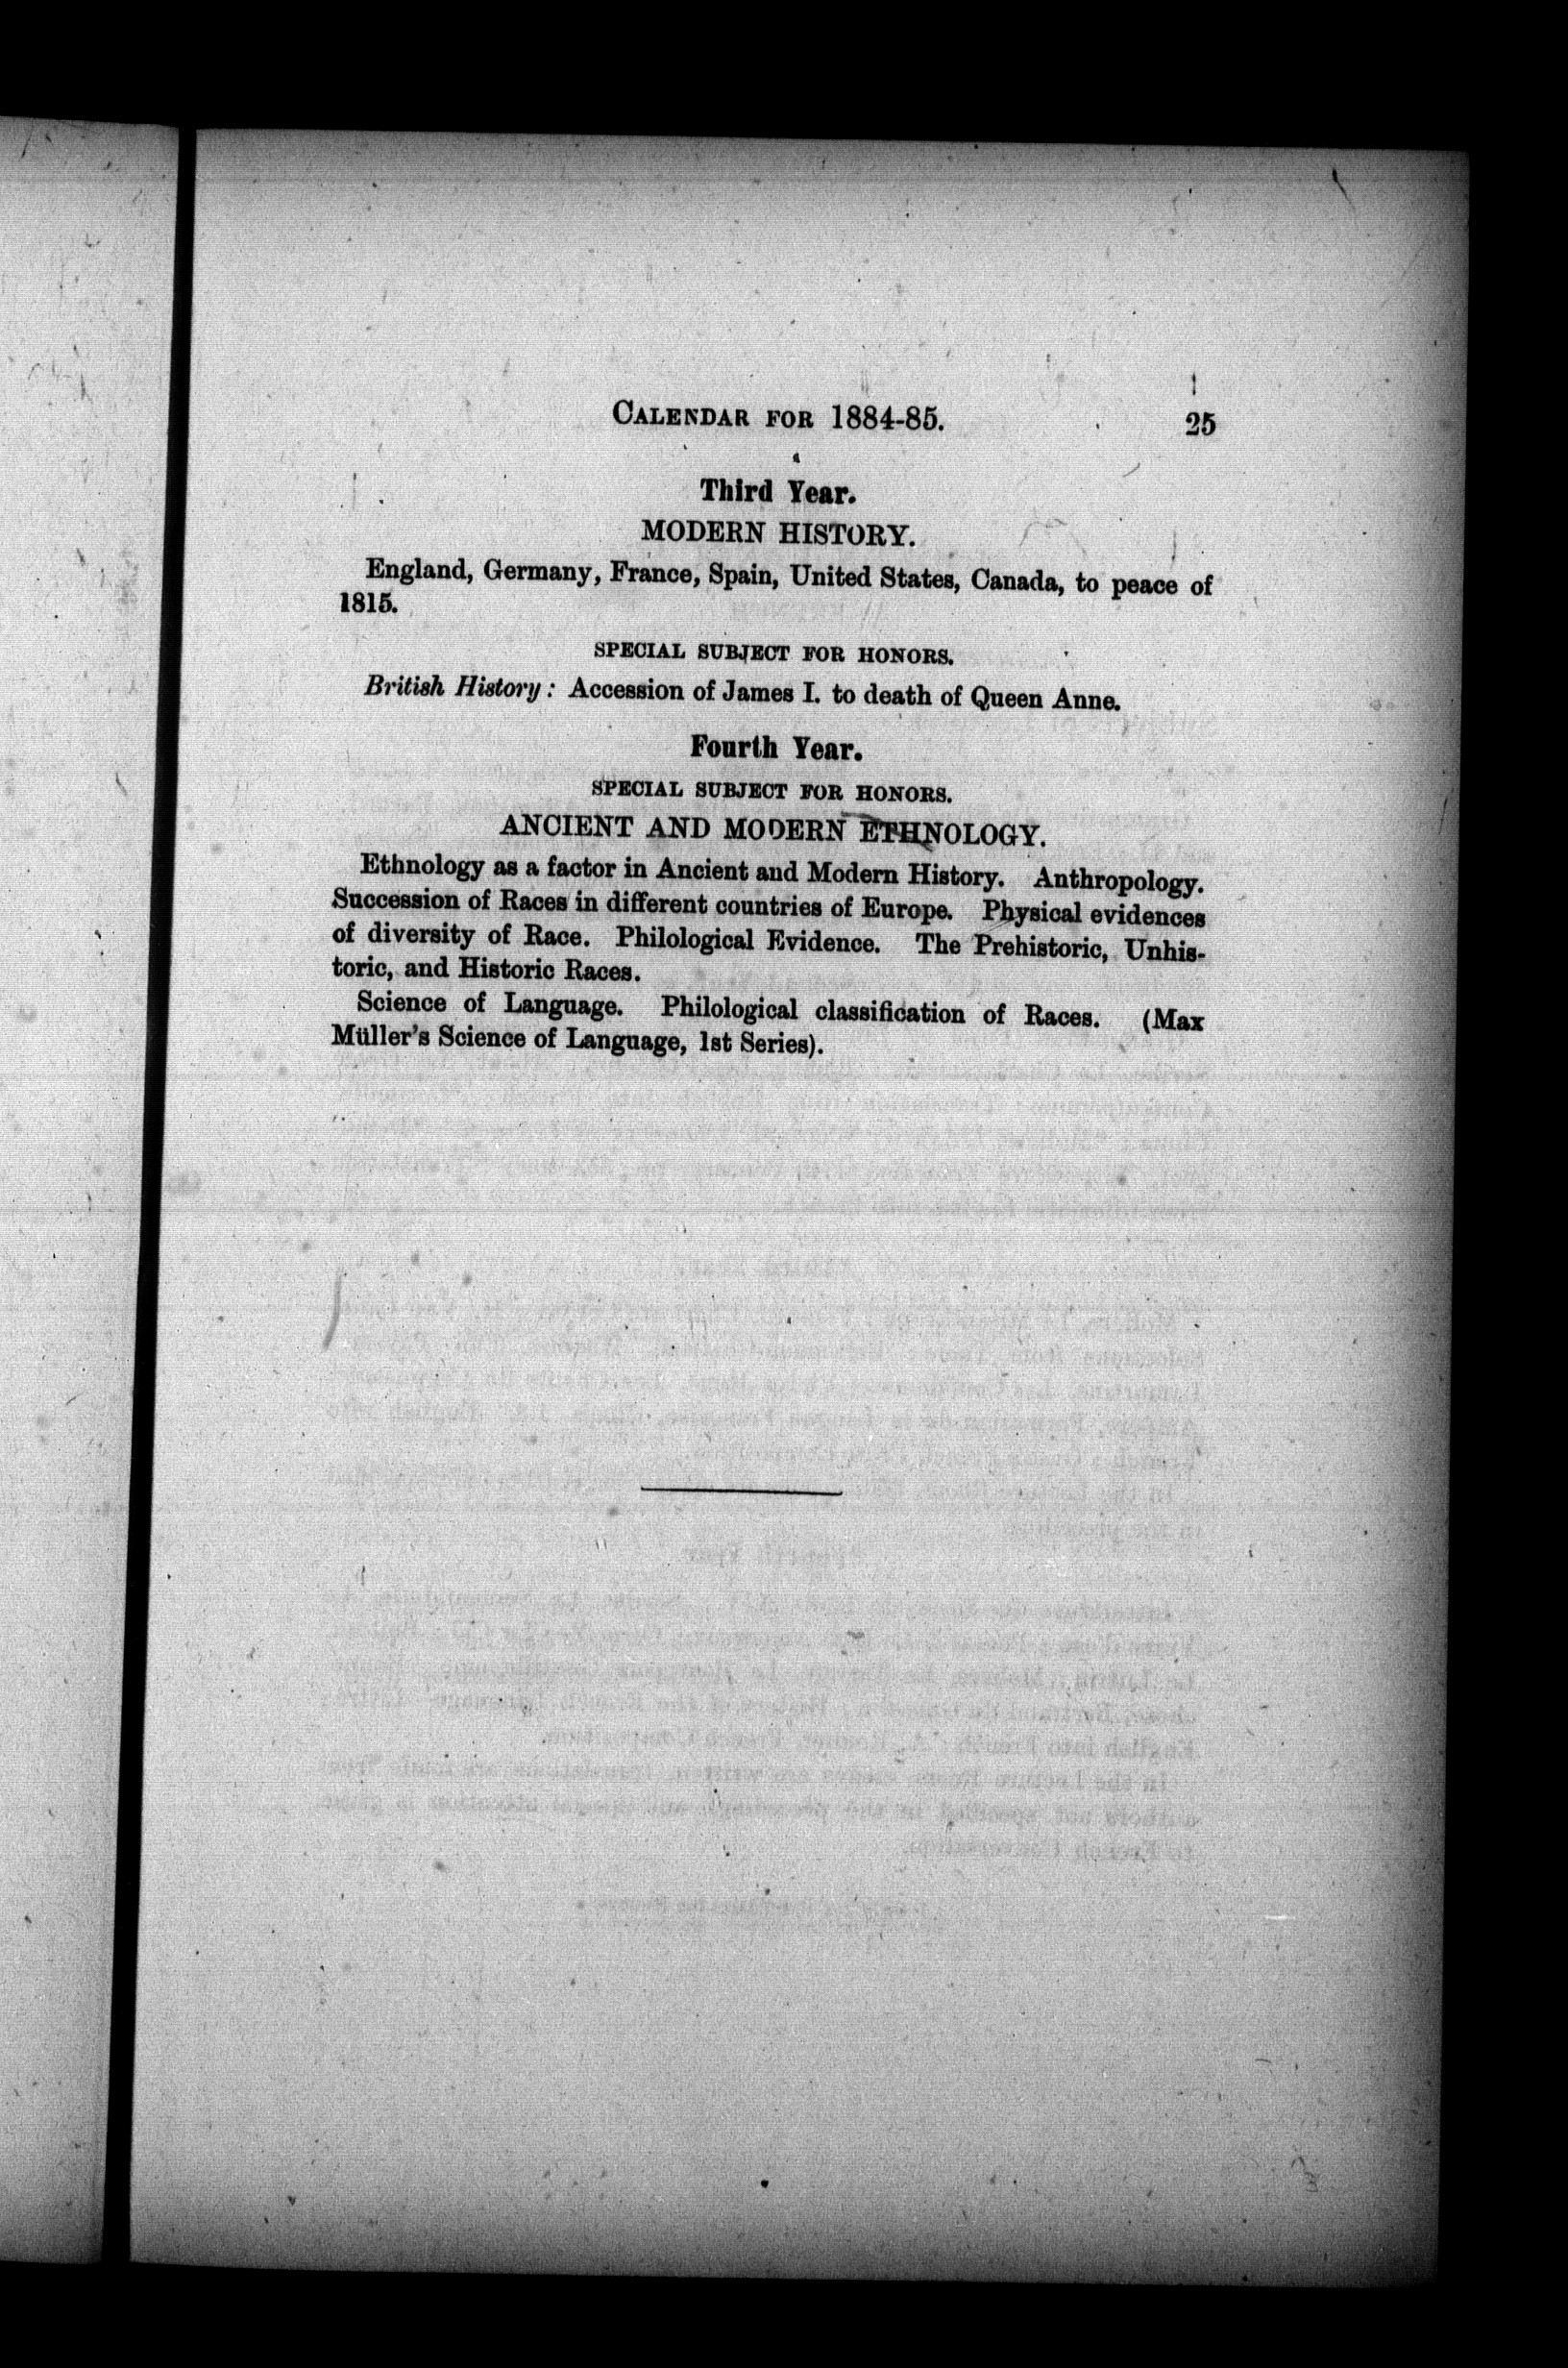 CALENDAR FOR 1884-85. 25
Third Year.
MODERN HISTORY.
England, Germany, France, Spain, United States, Canada, to peace of
1815.
SPECIAL SUBJECT FOR HONORS.
British History: Accession of James I. to death of Queen Anne.
Fourth Year.
SPECIAL SUBJECT FOR HONORS.
ANCIENT AND MODERN ETHNOLOGY.
Ethnology as a factor in Ancient and Modern History. Anthropology.
Succession of Races in different countries of Europe. Physical evidences
of diversity of Race. Philological Evidence. The Prehistoric, Unhis-
toric, and Historic Races.
Science of Language. Philological classification of Races. (Max
Müller's Science of Language, 1st Series).